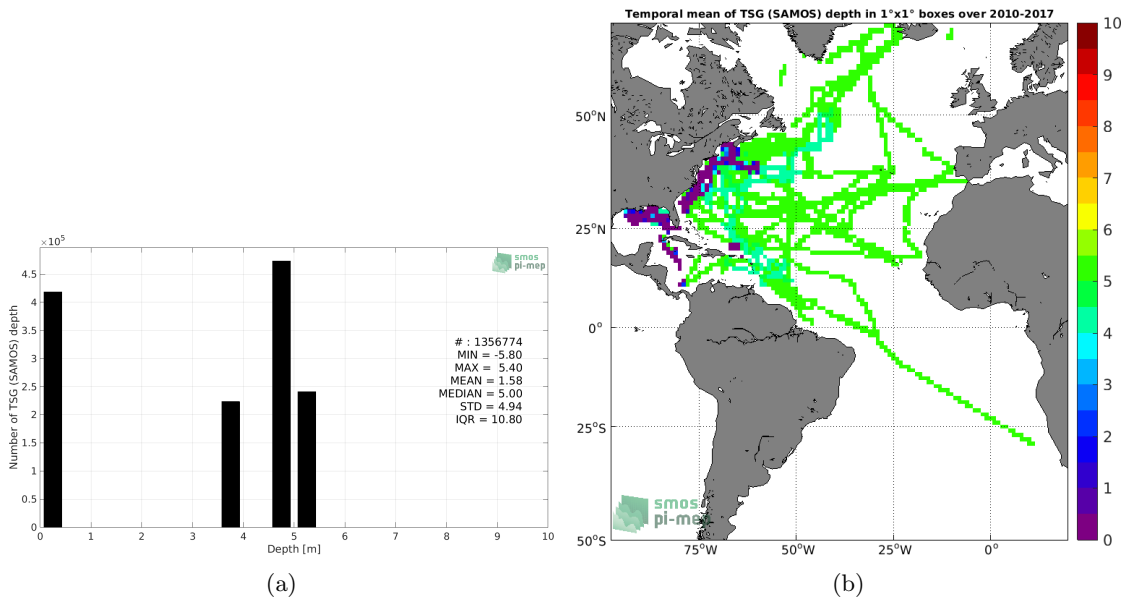 ×10⁵
4.5
4
3.5
3
2.5
2
1.5
1
0.5
0
Number of TSG (SAMOS) depth
smos
pi-mep
# : 1356774
MIN = -5.80
MAX = 5.40
MEAN = 1.58
MEDIAN = 5.00
STD = 4.94
IQR = 10.80
0 1 2 3 4 5 6 7 8 9 10
Depth [m]
(a)
Temporal mean of TSG (SAMOS) depth in 1°x1° boxes over 2010-2017
50°N
25°N
0°
25°S
50°S
75°W 50°W 25°W 0°
smos
pi-mep
10
9
8
7
6
5
4
3
2
1
0
(b)